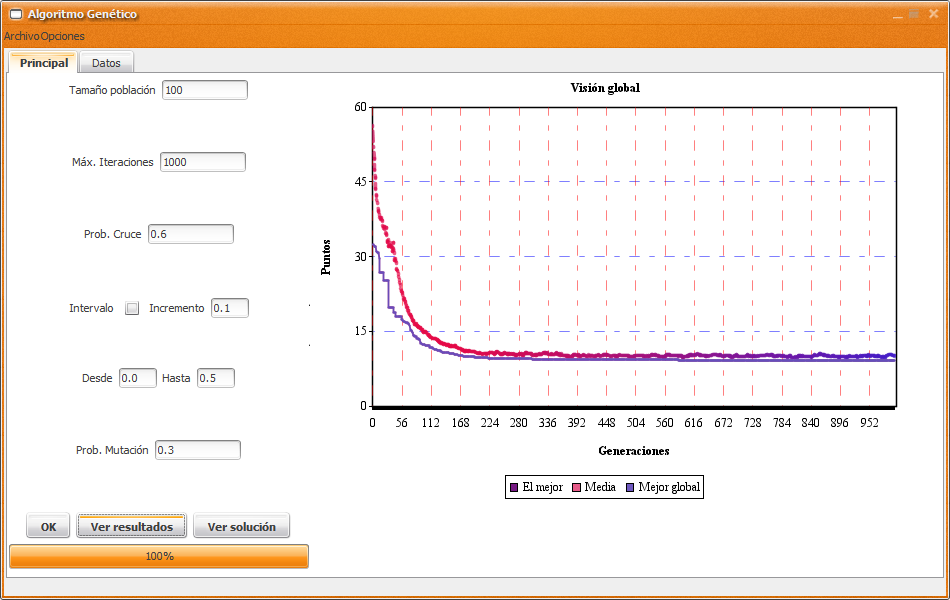 Algoritmo Genético
Archivo Opciones
Principal Datos
Tamaño población 100
Máx. Iteraciones 1000
Prob. Cruce 0.6
Intervalo Incremento 0.1
Desde 0.0 Hasta 0.5
Prob. Mutación 0.3
OK Ver resultados Ver solución
100%
Visión global
Puntos
60
45
30
15
0
0 56 112 168 224 280 336 392 448 504 560 616 672 728 784 840 896 952
Generaciones
El mejor Media Mejor global